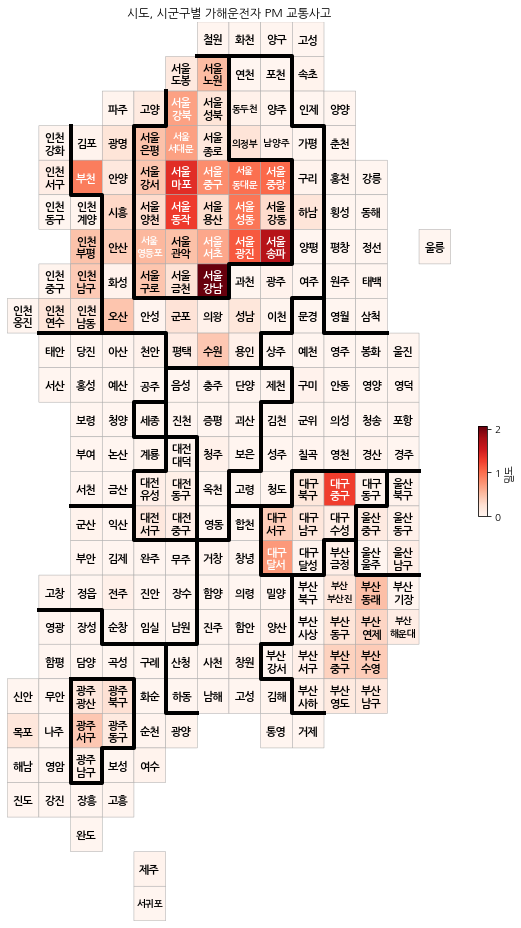 시도, 시군구별 가해운전자 PM 교통사고
철원 화천 양구 고성
서울 도봉 서울 노원 연천 포천 속초
파주 고양 서울 강북 서울 성북 동두천 양주 인제 양양
인천 강화 김포 광명 서울 은평 서울 서대문 서울 종로 의정부 남양주 가평 춘천
인천 서구 부천 안양 서울 강서 서울 마포 서울 중구 서울 동대문 서울 중랑 구리 홍천 강릉
인천 동구 인천 계양 시흥 서울 양천 서울 동작 서울 용산 서울 성동 서울 강동 하남 횡성 동해
인천 부평 안산 서울 영등포 서울 관악 서울 서초 서울 광진 서울 송파 양평 평창 정선 울릉
인천 중구 인천 남구 화성 서울 구로 서울 금천 서울 강남 과천 광주 여주 원주 태백
인천 옹진 인천 연수 인천 남동 오산 안성 군포 의왕 성남 이천 문경 영월 삼척
태안 당진 아산 천안 평택 수원 용인 상주 예천 영주 봉화 울진
서산 홍성 예산 공주 음성 충주 단양 제천 구미 안동 영양 영덕
보령 청양 세종 진천 증평 괴산 김천 군위 의성 청송 포항
부여 논산 계룡 대전 대덕 청주 보은 성주 칠곡 영천 경산 경주
서천 금산 대전 유성 대전 동구 옥천 고령 청도 대구 북구 대구 중구 대구 동구 울산 북구
군산 익산 대전 서구 대전 중구 영동 합천 대구 서구 대구 남구 대구 수성 울산 중구 울산 동구
부안 김제 완주 무주 거창 창녕 대구 달서 대구 달성 부산 금정 울산 울주 울산 남구
고창 정읍 전주 진안 장수 함양 의령 밀양 부산 북구 부산 부산진 부산 동래 부산 기장
영광 장성 순창 임실 남원 진주 함안 양산 부산 사상 부산 동구 부산 연제 부산 해운대
함평 담양 곡성 구례 산청 사천 창원 부산 강서 부산 서구 부산 중구 부산 수영
신안 무안 광주 광산 광주 북구 화순 하동 남해 고성 김해 부산 사하 부산 영도 부산 남구
목포 나주 광주 서구 광주 동구 순천 광양 통영 거제
해남 영암 광주 남구 보성 여수
진도 강진 장흥 고흥
완도
제주
서귀포
2
1
0
밀도